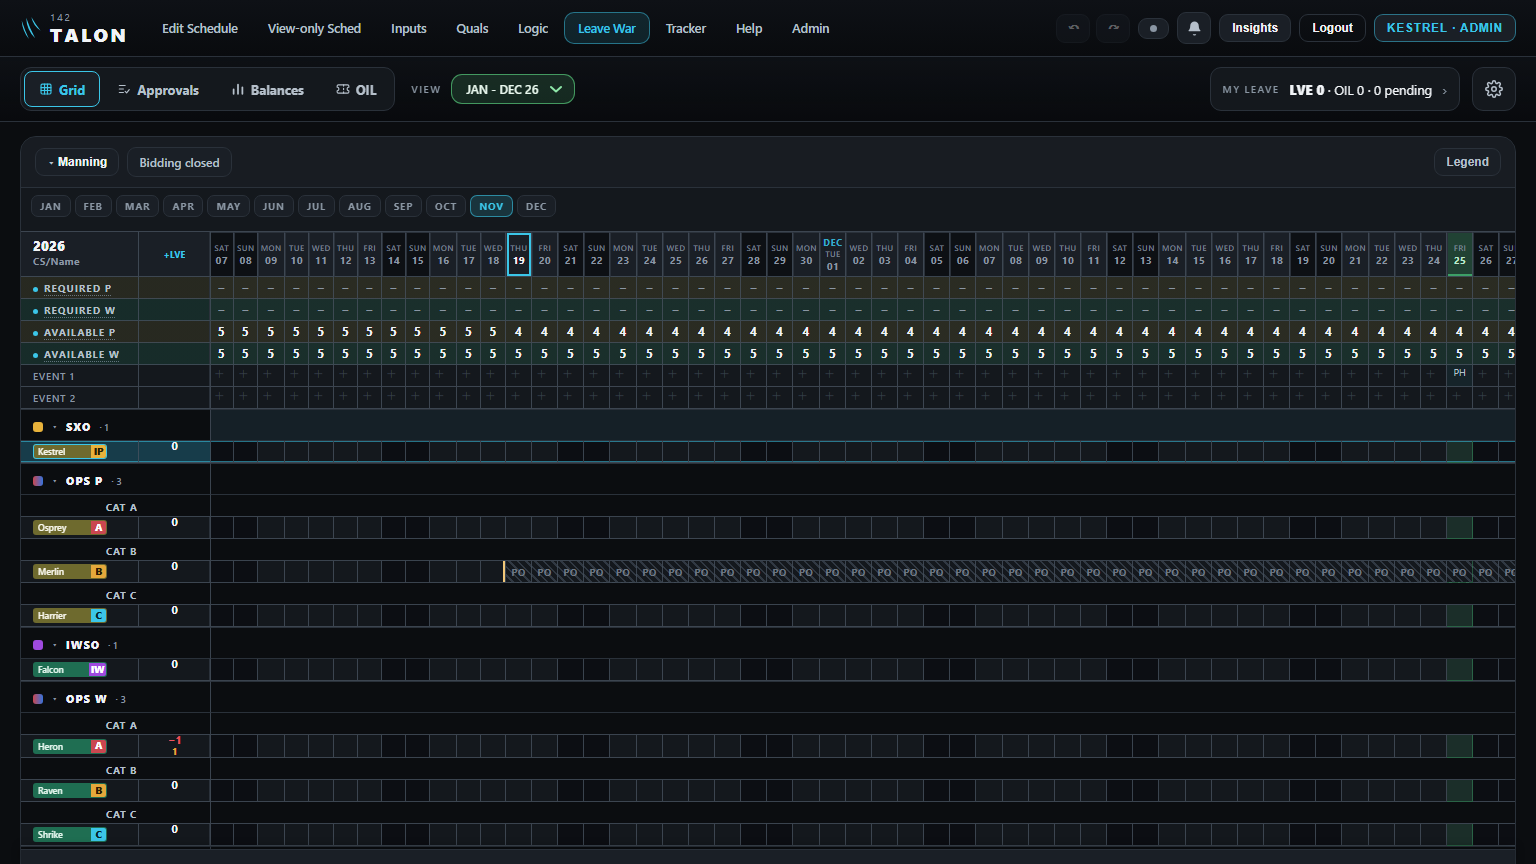 142
TALON
Edit Schedule View-only Sched Inputs Quals Logic Leave War Tracker Help Admin
Insights Logout KESTREL · ADMIN
Grid Approvals Balances OIL VIEW JAN - DEC 26
MY LEAVE LVE 0 · OIL 0 · 0 pending ›
Manning Bidding closed Legend
JAN FEB MAR APR MAY JUN JUL AUG SEP OCT NOV DEC
2026
CS/Name
+LVE
DEC
SAT SUN MON TUE WED THU FRI SAT SUN MON TUE WED THU FRI SAT SUN MON TUE WED THU FRI SAT SUN MON TUE WED THU FRI SAT SUN MON TUE WED THU FRI SAT SUN MON TUE WED THU FRI SAT SUN MON TUE WED THU FRI SAT SU
07 08 09 10 11 12 13 14 15 16 17 18 19 20 21 22 23 24 25 26 27 28 29 30 01 02 03 04 05 06 07 08 09 10 11 12 13 14 15 16 17 18 19 20 21 22 23 24 25 26 27
REQUIRED P – – – – – – – – – – – – – – – – – – – – – – – – – – – – – – – – – – – – – – – – – – – – – – – – – – –
REQUIRED W – – – – – – – – – – – – – – – – – – – – – – – – – – – – – – – – – – – – – – – – – – – – – – – – – – –
AVAILABLE P 5 5 5 5 5 5 5 5 5 5 5 5 4 4 4 4 4 4 4 4 4 4 4 4 4 4 4 4 4 4 4 4 4 4 4 4 4 4 4 4 4 4 4 4 4 4 4 4 4 4 4
AVAILABLE W 5 5 5 5 5 5 5 5 5 5 5 5 5 5 5 5 5 5 5 5 5 5 5 5 5 5 5 5 5 5 5 5 5 5 5 5 5 5 5 5 5 5 5 5 5 5 5 5 5 5 5
EVENT 1 + + + + + + + + + + + + + + + + + + + + + + + + + + + + + + + + + + + + + + + + + + + + + + + + PH + +
EVENT 2 + + + + + + + + + + + + + + + + + + + + + + + + + + + + + + + + + + + + + + + + + + + + + + + + + + +
SXO · 1
Kestrel IP 0
OPS P · 3
CAT A
Osprey A 0
CAT B
Merlin B 0 PO PO PO PO PO PO PO PO PO PO PO PO PO PO PO PO PO PO PO PO PO PO PO PO PO PO PO PO PO PO PO PO PO PO PO PO PO PO PO
CAT C
Harrier C 0
IWSO · 1
Falcon IW 0
OPS W · 3
CAT A
Heron A −1
1
CAT B
Raven B 0
CAT C
Shrike C 0